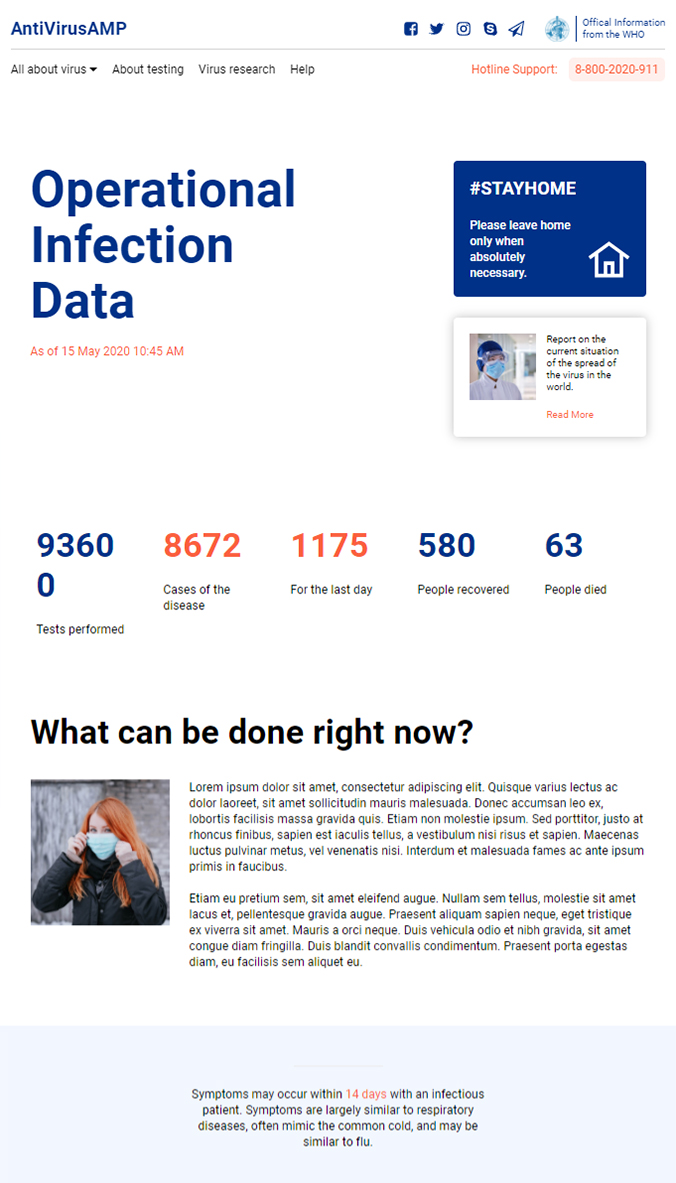 AntiVirusAMP
Offical Information
from the WHO
All about virus
About testing
Virus research
Help
Hotline Support:
8-800-2020-911
Operational
Infection
Data
As of 15 May 2020 10:45 AM
#STAYHOME
Please leave home
only when
absolutely
necessary.
Report on the
current situation
of the spread of
the virus in the
world.
Read More
9360
0
Tests performed
8672
Cases of the
disease
1175
For the last day
580
People recovered
63
People died
What can be done right now?
Lorem ipsum dolor sit amet, consectetur adipiscing elit. Quisque varius lectus ac
dolor laoreet, sit amet sollicitudin mauris malesuada. Donec accumsan leo ex,
lobortis facilisis massa gravida quis. Etiam non molestie ipsum. Sed porttitor, justo at
rhoncus finibus, sapien est iaculis tellus, a vestibulum nisi risus et sapien. Maecenas
luctus pulvinar metus, vel venenatis nisi. Interdum et malesuada fames ac ante ipsum
primis in faucibus.
Etiam eu pretium sem, sit amet eleifend augue. Nullam sem tellus, molestie sit amet
lacus et, pellentesque gravida augue. Praesent aliquam sapien neque, eget tristique
ex viverra sit amet. Mauris a orci neque. Duis vehicula odio et nibh gravida, sit amet
congue diam fringilla. Duis blandit convallis condimentum. Praesent porta egestas
diam, eu facilisis sem aliquet eu.
Symptoms may occur within 14 days with an infectious
patient. Symptoms are largely similar to respiratory
diseases, often mimic the common cold, and may be
similar to flu.